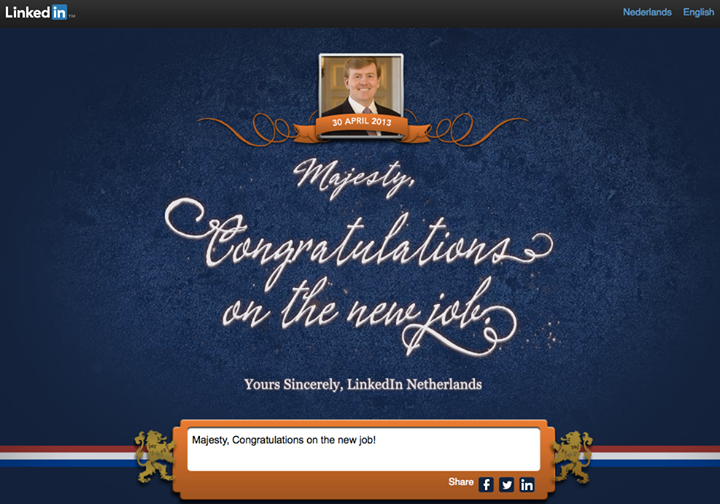 LinkedIn™
Nederlands English
30 APRIL 2013
Majesty,
Congratulations
on the new job.
Yours Sincerely, LinkedIn Netherlands
Majesty, Congratulations on the new job!
Share